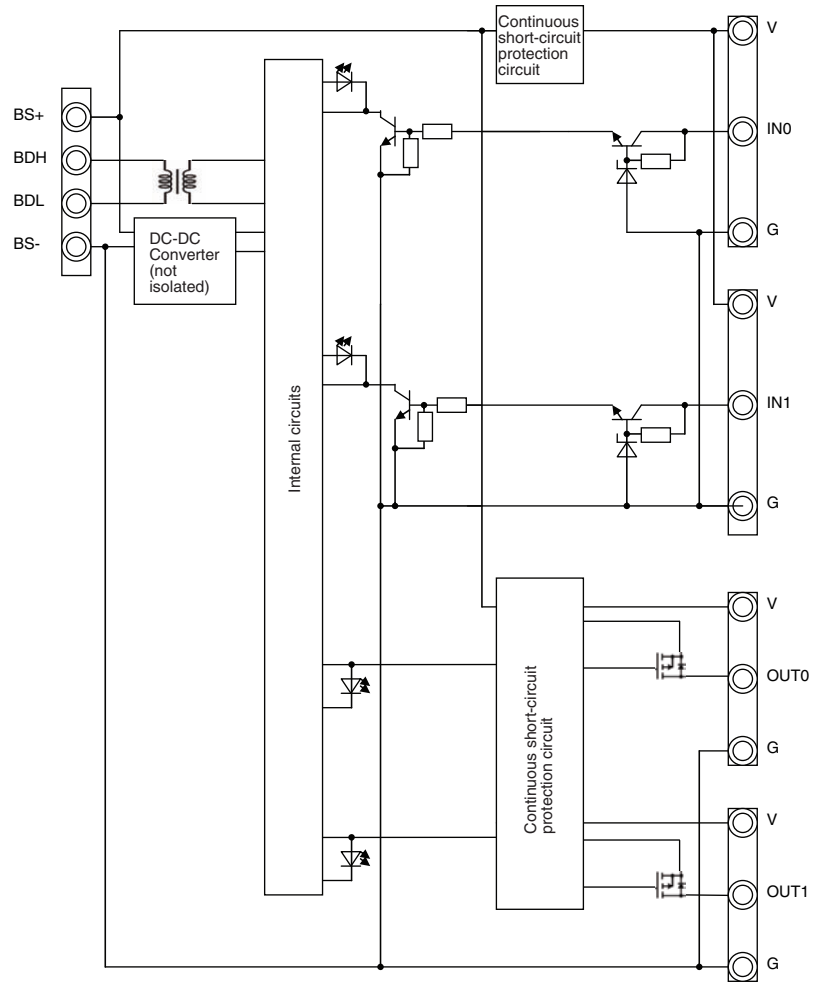 Continuous
short-circuit
protection
circuit
V
IN0
G
BS+
BDH
BDL
BS-
DC-DC
Converter
(not
isolated)
Internal circuits
V
IN1
G
Continuous short-circuit
protection circuit
V
OUT0
G
V
OUT1
G